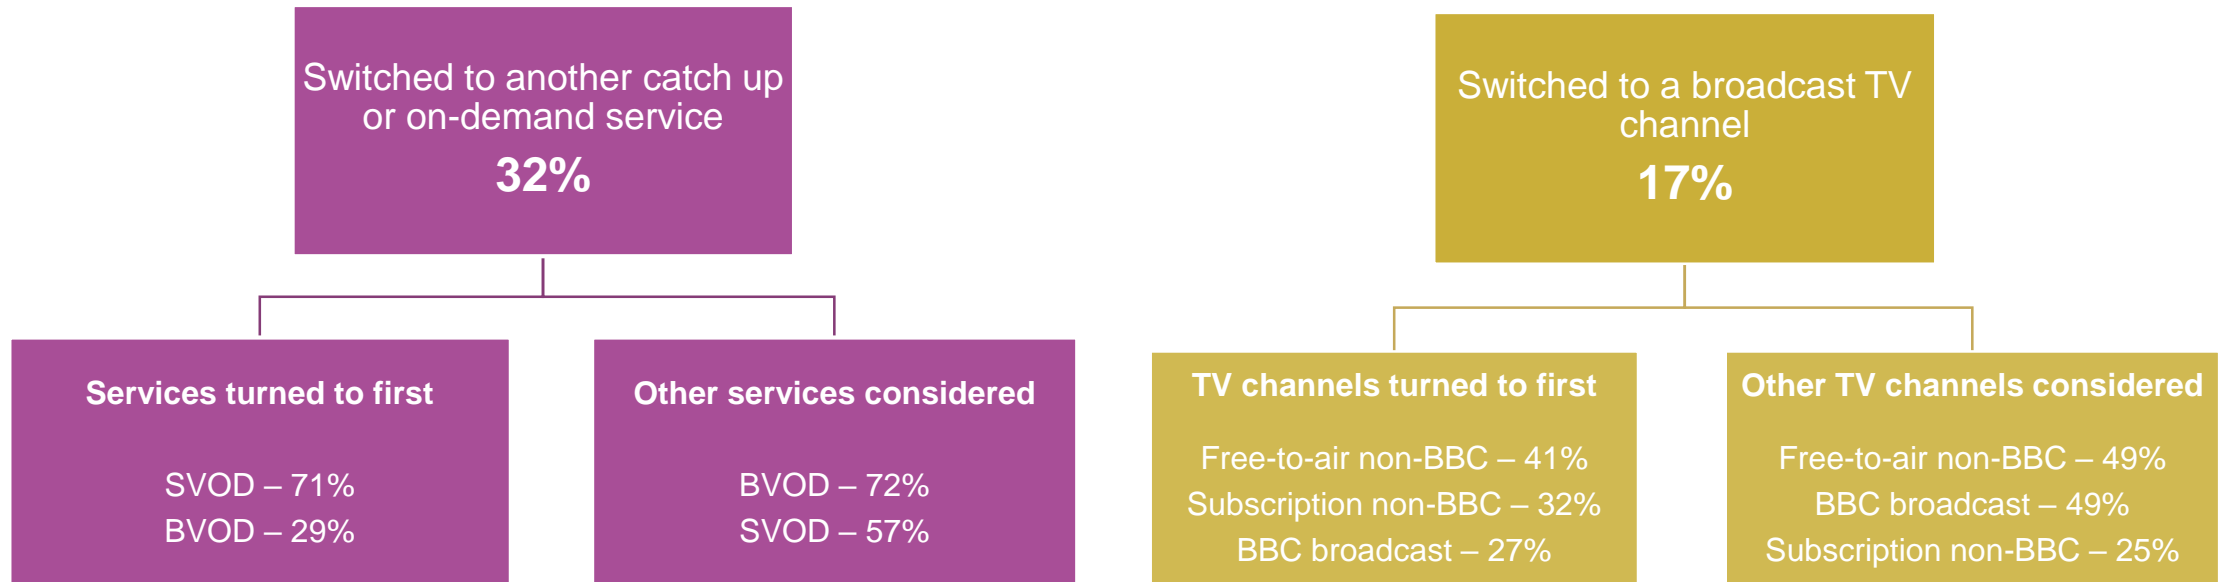 Switched to another catch up
or on-demand service
32%
Services turned to first
SVOD – 71%
BVOD – 29%
Other services considered
BVOD – 72%
SVOD – 57%
Switched to a broadcast TV
channel
17%
TV channels turned to first
Free-to-air non-BBC – 41%
Subscription non-BBC – 32%
BBC broadcast – 27%
Other TV channels considered
Free-to-air non-BBC – 49%
BBC broadcast – 49%
Subscription non-BBC – 25%